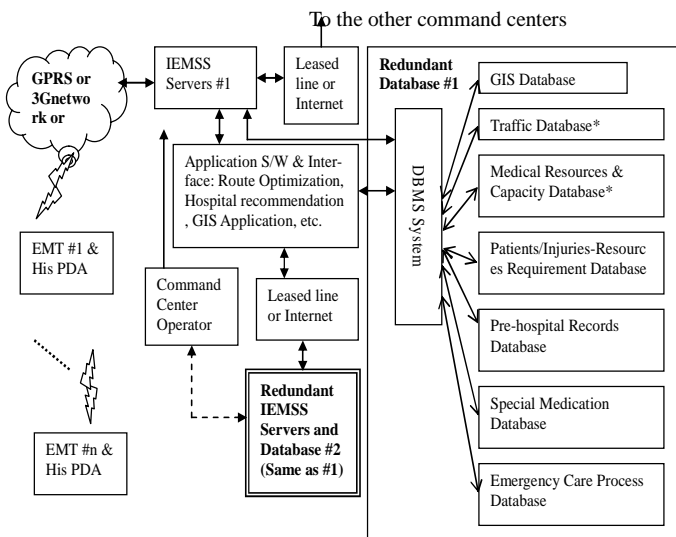 To the other command centers
GPRS or
3Gnetwo
rk or
IEMSS
Servers #1
Leased
line or
Internet
Redundant
Database #1
GIS Database
Traffic Database*
Medical Resources &
Capacity Database*
Patients/Injuries-Resourc
es Requirement Database
Pre-hospital Records
Database
Special Medication
Database
Emergency Care Process
Database
DBMS System
Application S/W & Inter-
face: Route Optimization,
Hospital recommendation
, GIS Application, etc.
EMT #1 &
His PDA
Command
Center
Operator
Leased line
or Internet
Redundant
IEMSS
Servers and
Database #2
(Same as #1)
EMT #n &
His PDA